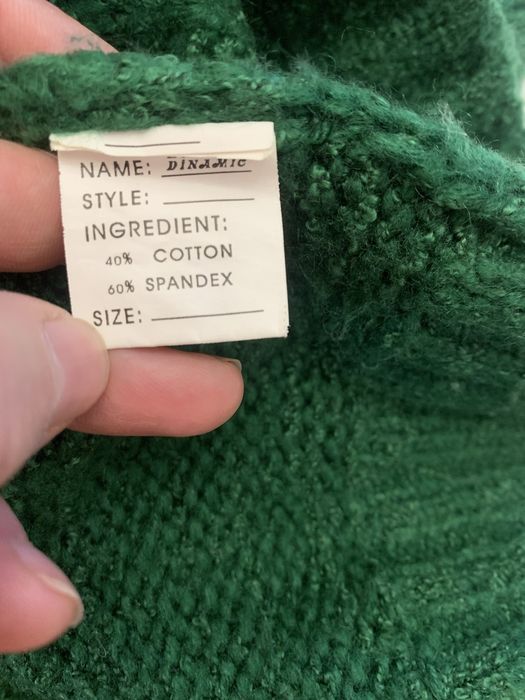 NAME: DINAMIC
STYLE:
INGREDIENT:
40% COTTON
60% SPANDEX
SIZE: